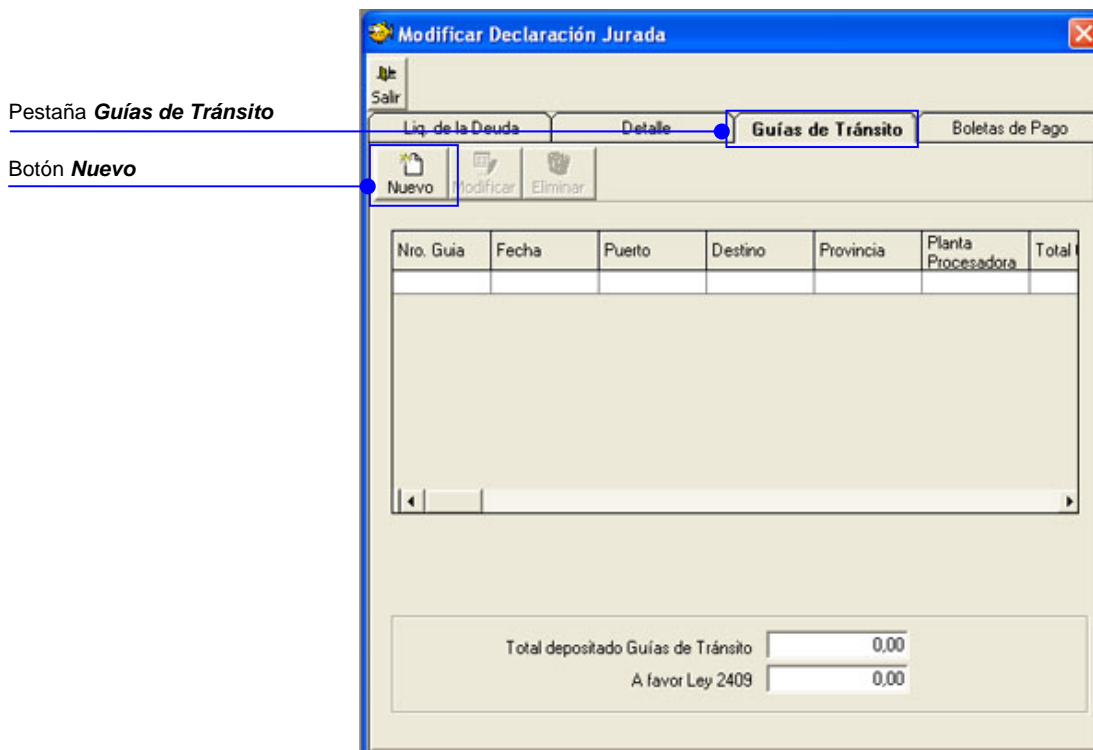 Modificar Declaración Jurada
Salir
Pestaña Guías de Tránsito
Liq. de la Deuda Detalle Guías de Tránsito Boletas de Pago
Botón Nuevo
Nuevo Modificar Eliminar
Nro. Guia Fecha Puerto Destino Provincia Planta Procesadora Total
Total depositado Guías de Tránsito 0,00
A favor Ley 2409 0,00